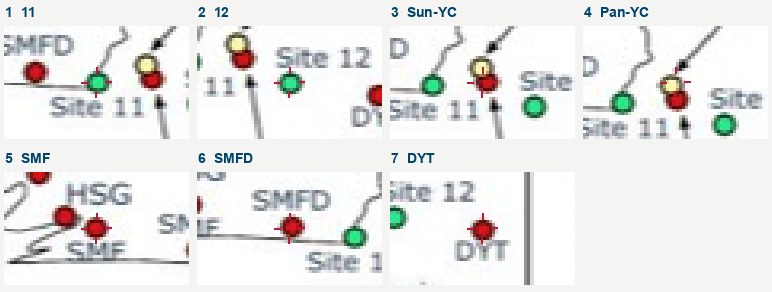 1 11
SMFD
Site 11
2 12
Site 12
11
3 Sun-YC
D
Site
Site 11
4 Pan-YC
D
Site
Site 11
5 SMF
HSG
SMF
6 SMFD
SMFD
Site 1
7 DYT
Site 12
DYT